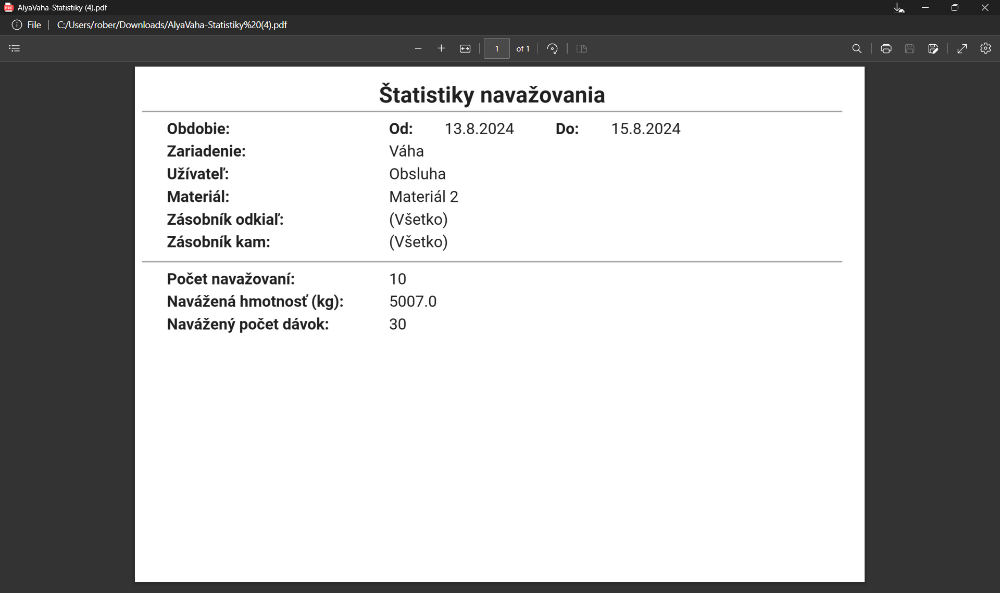 AlyaVaha-Statistiky (4).pdf
File | C:/Users/rober/Downloads/AlyaVaha-Statistiky%20(4).pdf
1 of 1
Štatistiky navažovania
Obdobie: Od: 13.8.2024 Do: 15.8.2024
Zariadenie: Váha
Užívateľ: Obsluha
Materiál: Materiál 2
Zásobník odkiaľ: (Všetko)
Zásobník kam: (Všetko)
Počet navažovaní: 10
Navážená hmotnosť (kg): 5007.0
Navážený počet dávok: 30